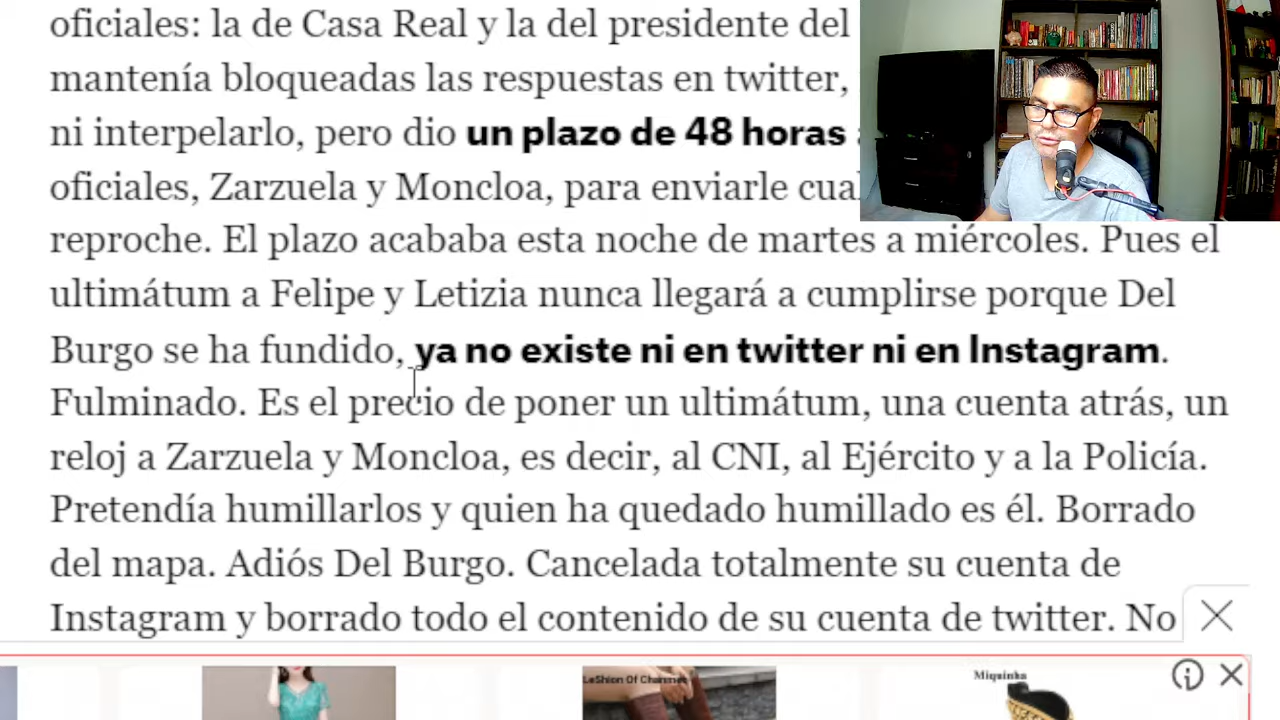 oficiales: la de Casa Real y la del presidente del
mantenía bloqueadas las respuestas en twitter,
ni interpelarlo, pero dio un plazo de 48 horas
oficiales, Zarzuela y Moncloa, para enviarle
reproche. El plazo acababa esta noche de martes a miércoles. Pues el
ultimátum a Felipe y Letizia nunca llegará a cumplirse porque Del
Burgo se ha fundido, ya no existe ni en twitter ni en Instagram.
Fulminado. Es el precio de poner un ultimátum, una cuenta atrás, un
reloj a Zarzuela y Moncloa, es decir, al CNI, al Ejército y a la Policía.
Pretendía humillarlos y quien ha quedado humillado es él. Borrado
del mapa. Adiós Del Burgo. Cancelada totalmente su cuenta de
Instagram y borrado todo el contenido de su cuenta de twitter. No
LeShion Of Chanmee
Miquinha